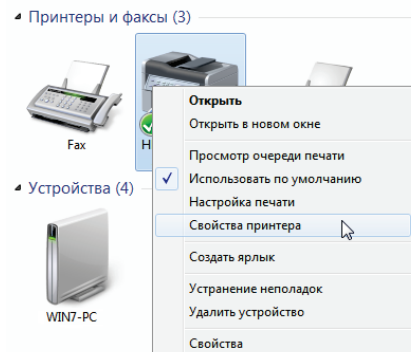 Принтеры и факсы (3)
Fax
H
Открыть
Открыть в новом окне
Просмотр очереди печати
Использовать по умолчанию
Настройка печати
Свойства принтера
Создать ярлык
Устранение неполадок
Удалить устройство
Свойства
Устройства (4)
WIN7-PC